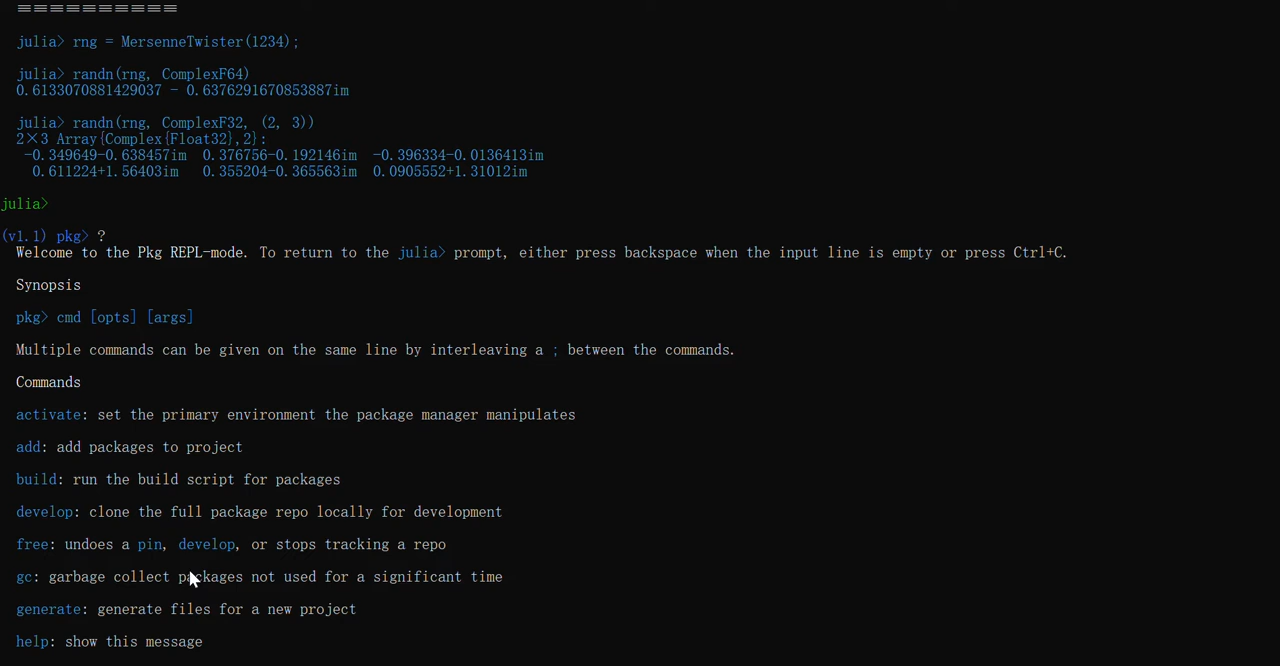 ==========
julia> rng = MersenneTwister(1234);
julia> randn(rng, ComplexF64)
0.6133070881429037 - 0.6376291670853887im
julia> randn(rng, ComplexF32, (2, 3))
2×3 Array{Complex{Float32},2}:
-0.349649-0.638457im 0.376756-0.192146im -0.396334-0.0136413im
0.611224+1.56403im 0.355204-0.365563im 0.0905552+1.31012im
julia>
(v1.1) pkg> ?
Welcome to the Pkg REPL-mode. To return to the julia> prompt, either press backspace when the input line is empty or press Ctrl+C.
Synopsis
pkg> cmd [opts] [args]
Multiple commands can be given on the same line by interleaving a ; between the commands.
Commands
activate: set the primary environment the package manager manipulates
add: add packages to project
build: run the build script for packages
develop: clone the full package repo locally for development
free: undoes a pin, develop, or stops tracking a repo
gc: garbage collect packages not used for a significant time
generate: generate files for a new project
help: show this message